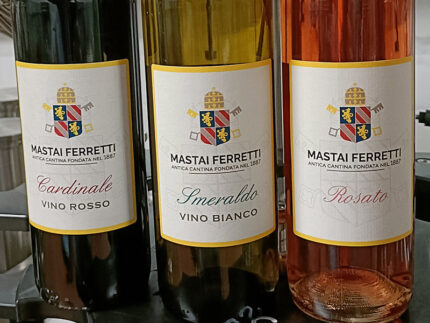 MASTAI FERRETTI
ANTICA CANTINA FONDATA NEL 1887
Cardinale
VINO ROSSO
MASTAI FERRETTI
ANTICA CANTINA FONDATA NEL 1887
Smeraldo
VINO BIANCO
MASTAI FERRETTI
ANTICA CANTINA FONDATA NEL 1887
Rosato